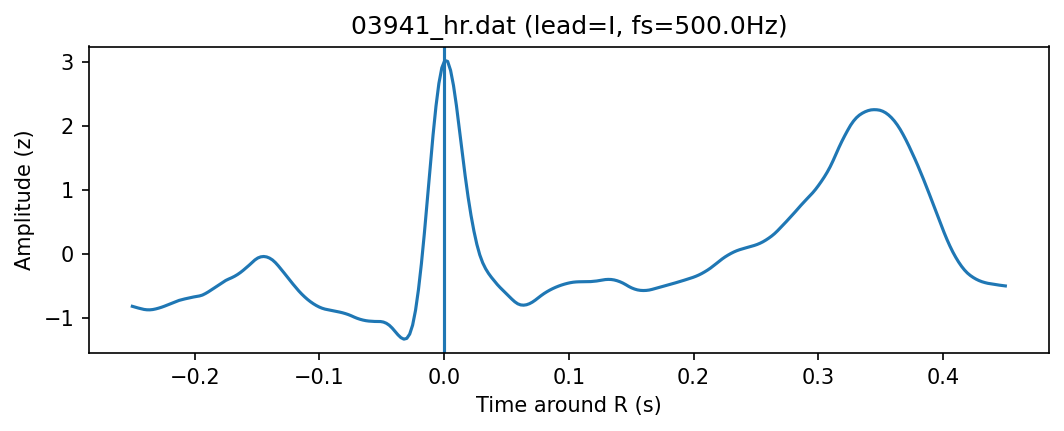 03941_hr.dat (lead=I, fs=500.0Hz)
3
2
1
0
−1
Amplitude (z)
−0.2 −0.1 0.0 0.1 0.2 0.3 0.4
Time around R (s)